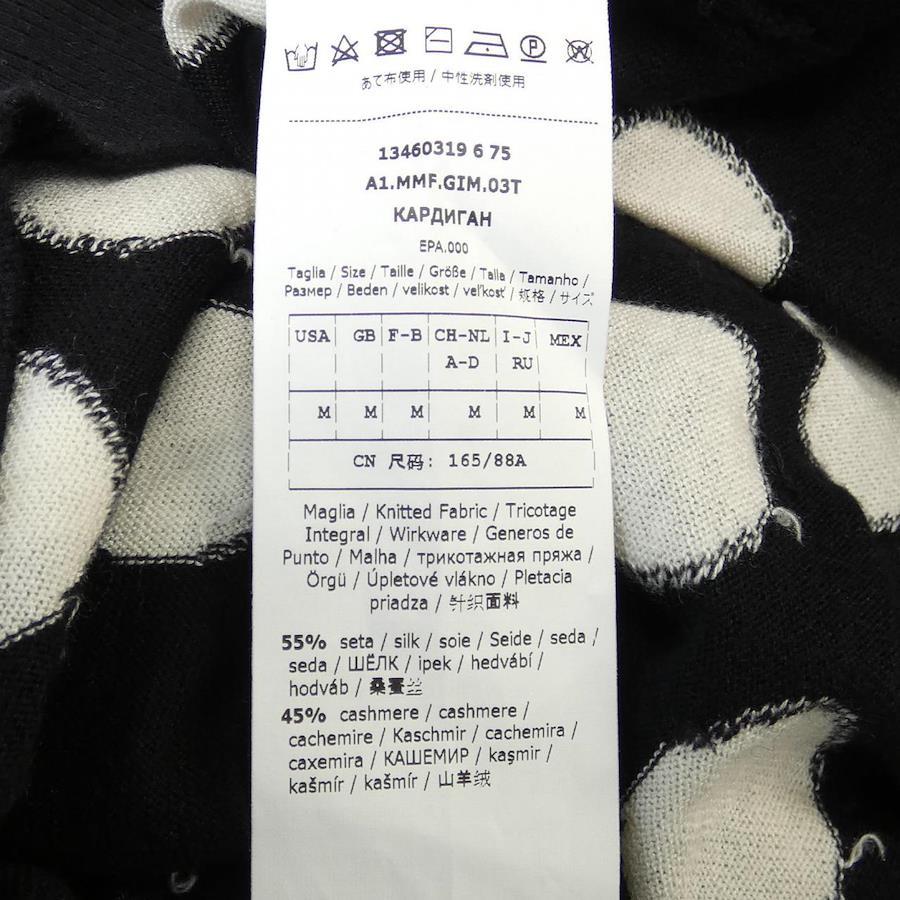 P W
あて布使用 / 中性洗剤使用
13460319 6 75
A1.MMF.GIM.03T
КАРДИГАН
EPA.000
Taglia / Size / Taille / Größe / Talla / Tamanho /
Размер / Beden / velikost / veľkosť / 规格 / サイズ
USA GB F-B CH-NL I-J MEX
A-D RU
M M M M M M
CN 尺码: 165/88A
Maglia / Knitted Fabric / Tricotage
Integral / Wirkware / Generos de
Punto / Malha / трикотажная пряжа /
Örgü / Úpletové vlákno / Pletacia
priadza / 针织面料
55% seta / silk / soie / Seide / seda /
seda / ШЁЛК / ipek / hedvábí /
hodváb / 桑蚕丝
45% cashmere / cashmere /
cachemire / Kaschmir / cachemira /
caxemira / КАШЕМИР / kaşmir /
kašmír / kašmír / 山羊绒